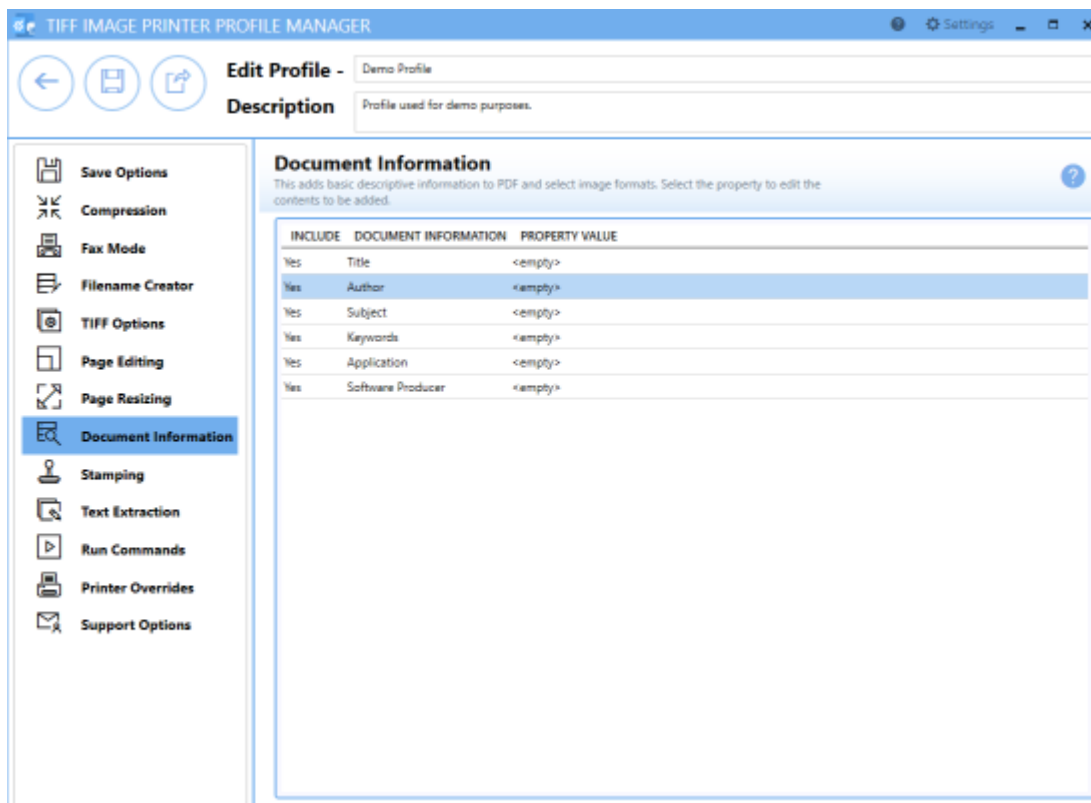 TIFF IMAGE PRINTER PROFILE MANAGER
Settings
Edit Profile - Demo Profile
Description Profile used for demo purposes.
Save Options
Compression
Fax Mode
Filename Creator
TIFF Options
Page Editing
Page Resizing
Document Information
Stamping
Text Extraction
Run Commands
Printer Overrides
Support Options
Document Information
This adds basic descriptive information to PDF and select image formats. Select the property to edit the
contents to be added.
INCLUDE DOCUMENT INFORMATION PROPERTY VALUE
Yes Title <empty>
Yes Author <empty>
Yes Subject <empty>
Yes Keywords <empty>
Yes Application <empty>
Yes Software Producer <empty>